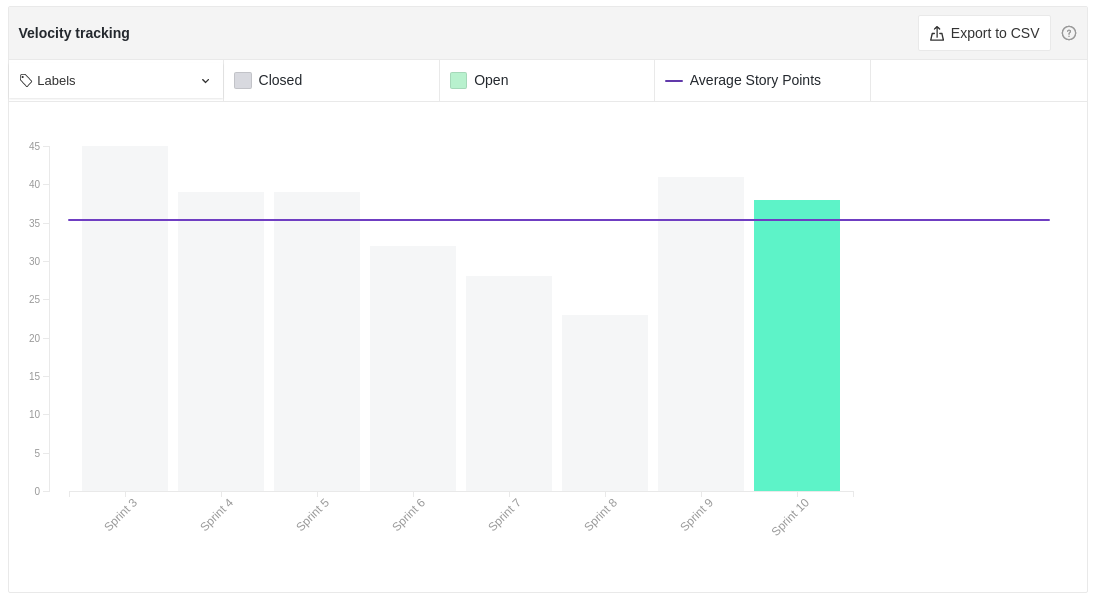 Velocity tracking
Export to CSV
?
Labels
Closed
Open
Average Story Points
45
40
35
30
25
20
15
10
5
0
Sprint 3
Sprint 4
Sprint 5
Sprint 6
Sprint 7
Sprint 8
Sprint 9
Sprint 10